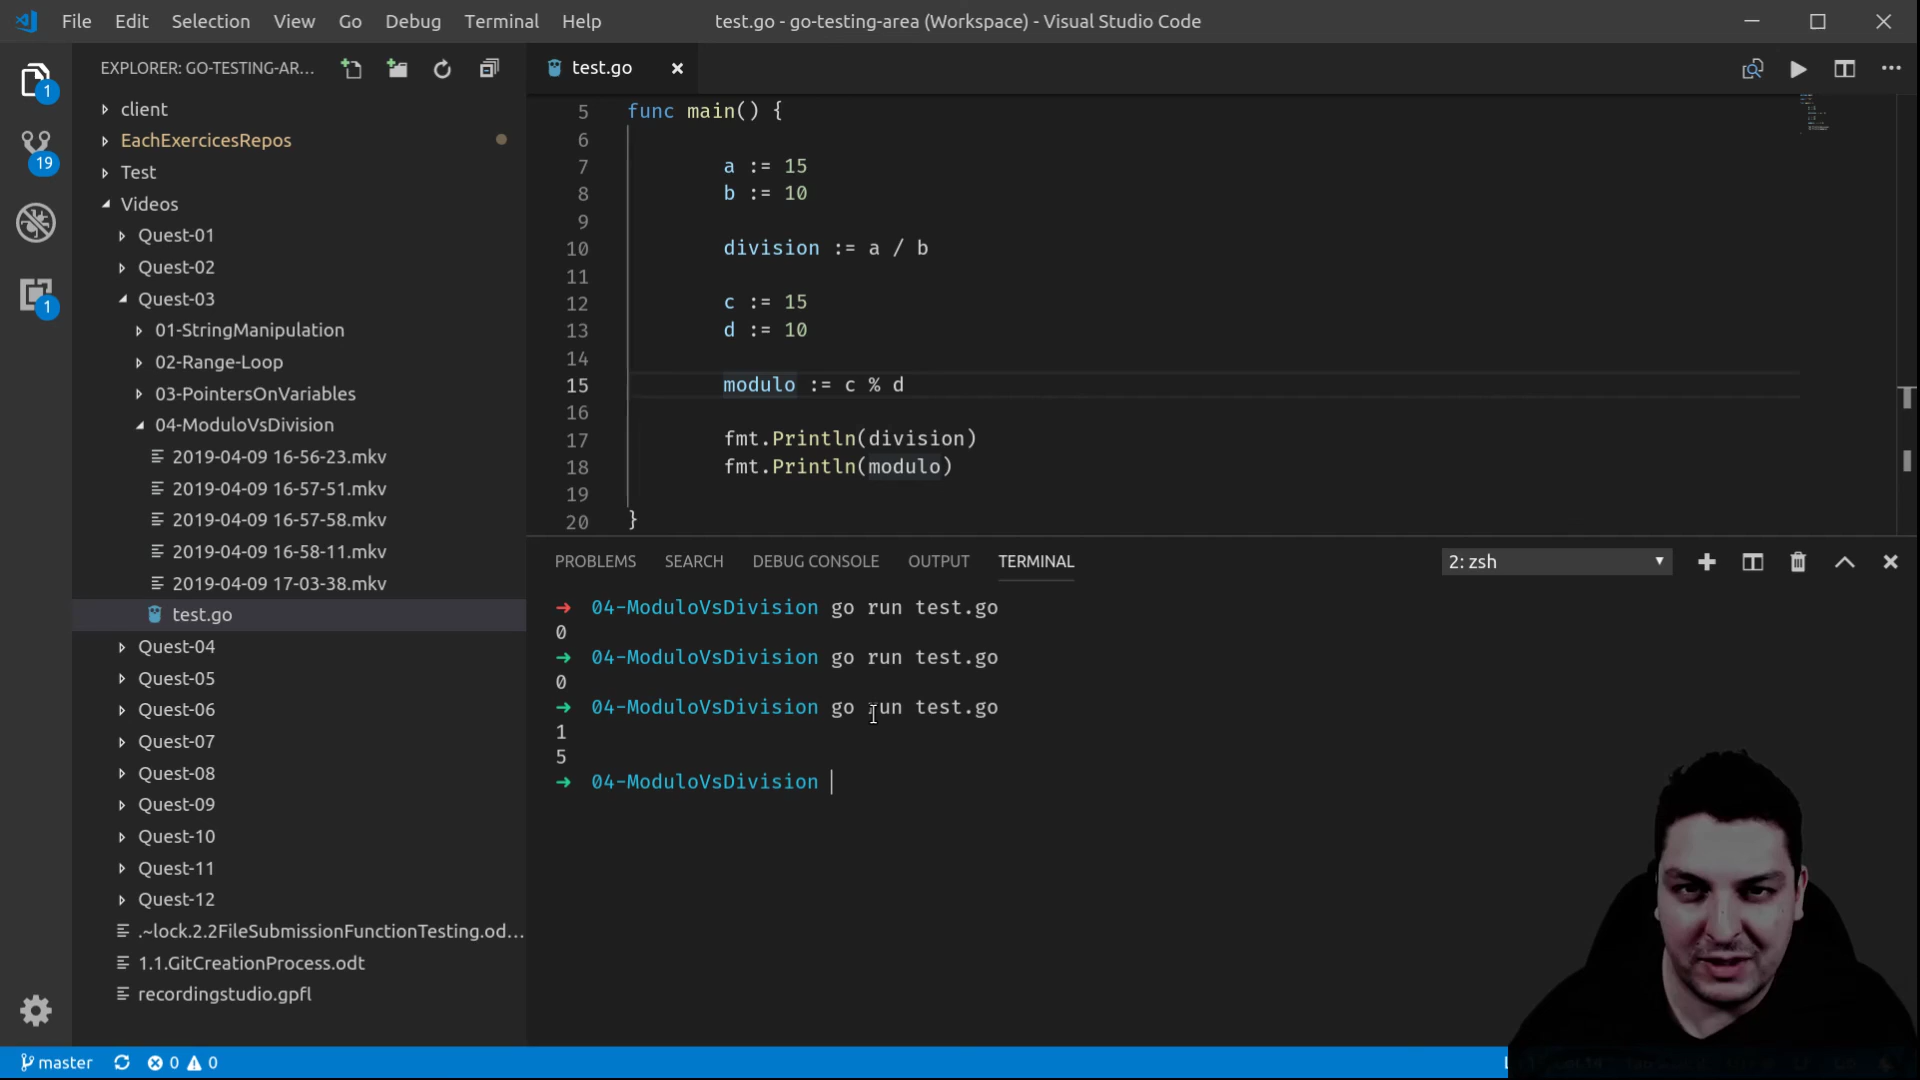 File Edit Selection View Go Debug Terminal Help test.go - go-testing-area (Workspace) - Visual Studio Code
EXPLORER: GO-TESTING-AR...
client
EachExercicesRepos
Test
Videos
Quest-01
Quest-02
Quest-03
01-StringManipulation
02-Range-Loop
03-PointersOnVariables
04-ModuloVsDivision
2019-04-09 16-56-23.mkv
2019-04-09 16-57-51.mkv
2019-04-09 16-57-58.mkv
2019-04-09 16-58-11.mkv
2019-04-09 17-03-38.mkv
test.go
Quest-04
Quest-05
Quest-06
Quest-07
Quest-08
Quest-09
Quest-10
Quest-11
Quest-12
.~lock.2.2FileSubmissionFunctionTesting.od...
1.1.GitCreationProcess.odt
recordingstudio.gpfl
1
19
1
test.go
5 func main() {
6
7 a := 15
8 b := 10
9
10 division := a / b
11
12 c := 15
13 d := 10
14
15 modulo := c % d
16
17 fmt.Println(division)
18 fmt.Println(modulo)
19
20 }
PROBLEMS SEARCH DEBUG CONSOLE OUTPUT TERMINAL 2: zsh
➜ 04-ModuloVsDivision go run test.go
0
➜ 04-ModuloVsDivision go run test.go
0
➜ 04-ModuloVsDivision go run test.go
1
5
➜ 04-ModuloVsDivision
master 0 0